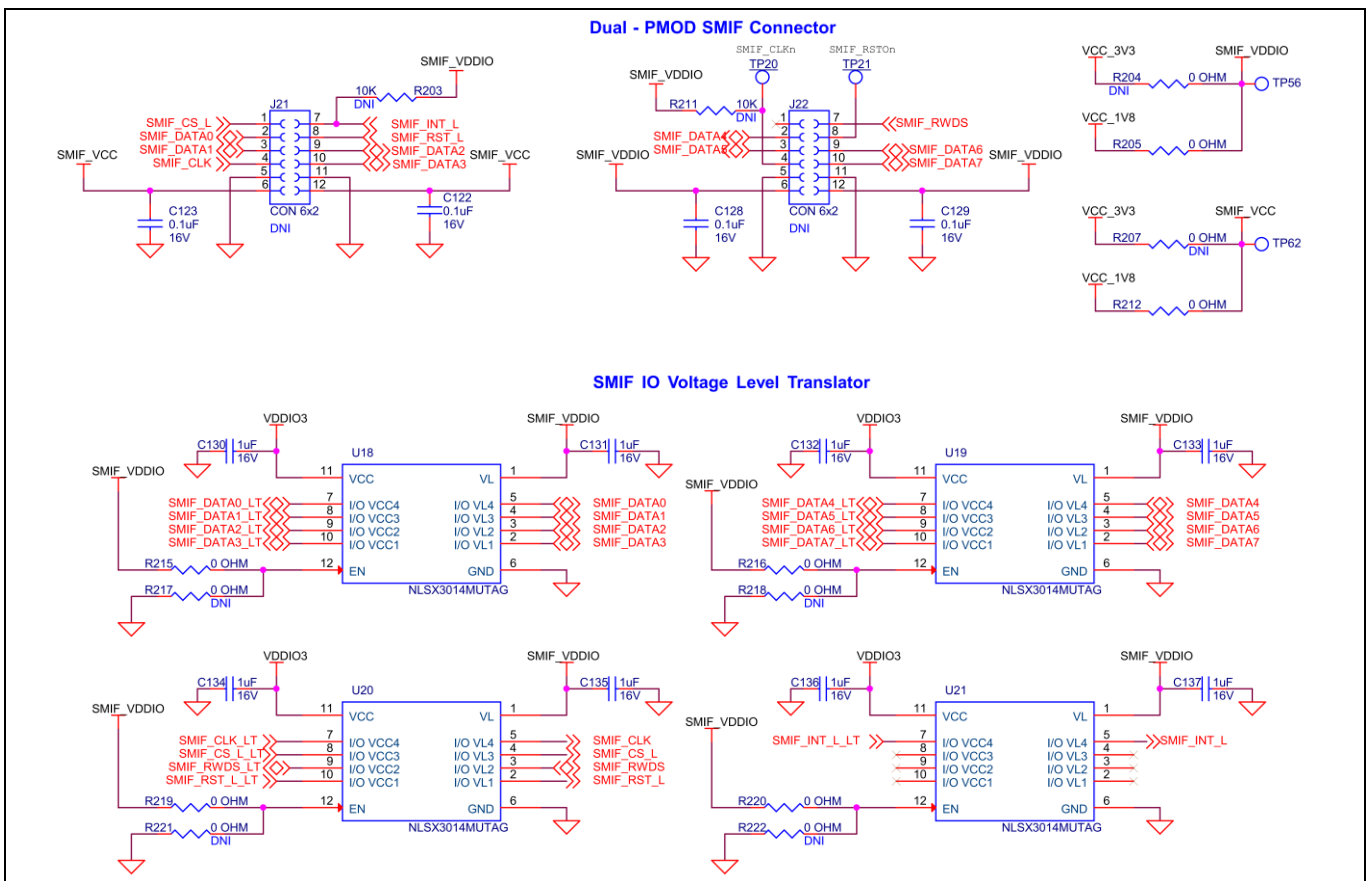 Dual - PMOD SMIF Connector
SMIF_VDDIO
10K
DNI
R203
J21
SMIF_CS_L
SMIF_DATA0
SMIF_DATA1
SMIF_CLK
1
2
3
4
5
6
7
8
9
10
11
12
SMIF_INT_L
SMIF_RST_L
SMIF_DATA2
SMIF_DATA3
SMIF_VCC
SMIF_VCC
C123
0.1uF
16V
CON 6x2
DNI
C122
0.1uF
16V
SMIF_CLKn
TP20
SMIF_RSTOn
TP21
SMIF_VDDIO
R211
10K
DNI
J22
SMIF_DATA4
SMIF_DATA5
1
2
3
4
5
6
7
8
9
10
11
12
SMIF_RWDS
SMIF_DATA6
SMIF_DATA7
SMIF_VDDIO
SMIF_VDDIO
C128
0.1uF
16V
CON 6x2
DNI
C129
0.1uF
16V
VCC_3V3
SMIF_VDDIO
R204
0 OHM
DNI
TP56
VCC_1V8
R205
0 OHM
VCC_3V3
SMIF_VCC
R207
0 OHM
DNI
TP62
VCC_1V8
R212
0 OHM
SMIF IO Voltage Level Translator
VDDIO3
C130
1uF
16V
U18
SMIF_VDDIO
C131
1uF
16V
SMIF_VDDIO
11
VCC
VL
1
SMIF_DATA0_LT
7
I/O VCC4
I/O VL4
5
SMIF_DATA0
SMIF_DATA1_LT
8
I/O VCC3
I/O VL3
4
SMIF_DATA1
SMIF_DATA2_LT
9
I/O VCC2
I/O VL2
3
SMIF_DATA2
SMIF_DATA3_LT
10
I/O VCC1
I/O VL1
2
SMIF_DATA3
R215
0 OHM
12
EN
GND
6
R217
0 OHM
DNI
NLSX3014MUTAG
VDDIO3
C132
1uF
16V
U19
SMIF_VDDIO
C133
1uF
16V
SMIF_VDDIO
11
VCC
VL
1
SMIF_DATA4_LT
7
I/O VCC4
I/O VL4
5
SMIF_DATA4
SMIF_DATA5_LT
8
I/O VCC3
I/O VL3
4
SMIF_DATA5
SMIF_DATA6_LT
9
I/O VCC2
I/O VL2
3
SMIF_DATA6
SMIF_DATA7_LT
10
I/O VCC1
I/O VL1
2
SMIF_DATA7
R216
0 OHM
12
EN
GND
6
R218
0 OHM
DNI
NLSX3014MUTAG
VDDIO3
C134
1uF
16V
U20
SMIF_VDDIO
C135
1uF
16V
SMIF_VDDIO
11
VCC
VL
1
SMIF_CLK_LT
7
I/O VCC4
I/O VL4
5
SMIF_CLK
SMIF_CS_L_LT
8
I/O VCC3
I/O VL3
4
SMIF_CS_L
SMIF_RWDS_LT
9
I/O VCC2
I/O VL2
3
SMIF_RWDS
SMIF_RST_L_LT
10
I/O VCC1
I/O VL1
2
SMIF_RST_L
R219
0 OHM
12
EN
GND
6
R221
0 OHM
DNI
NLSX3014MUTAG
VDDIO3
C136
1uF
16V
U21
SMIF_VDDIO
C137
1uF
16V
SMIF_VDDIO
11
VCC
VL
1
SMIF_INT_L_LT
7
I/O VCC4
I/O VL4
5
SMIF_INT_L
8
I/O VCC3
I/O VL3
4
9
I/O VCC2
I/O VL2
3
10
I/O VCC1
I/O VL1
2
R220
0 OHM
12
EN
GND
6
R222
0 OHM
DNI
NLSX3014MUTAG